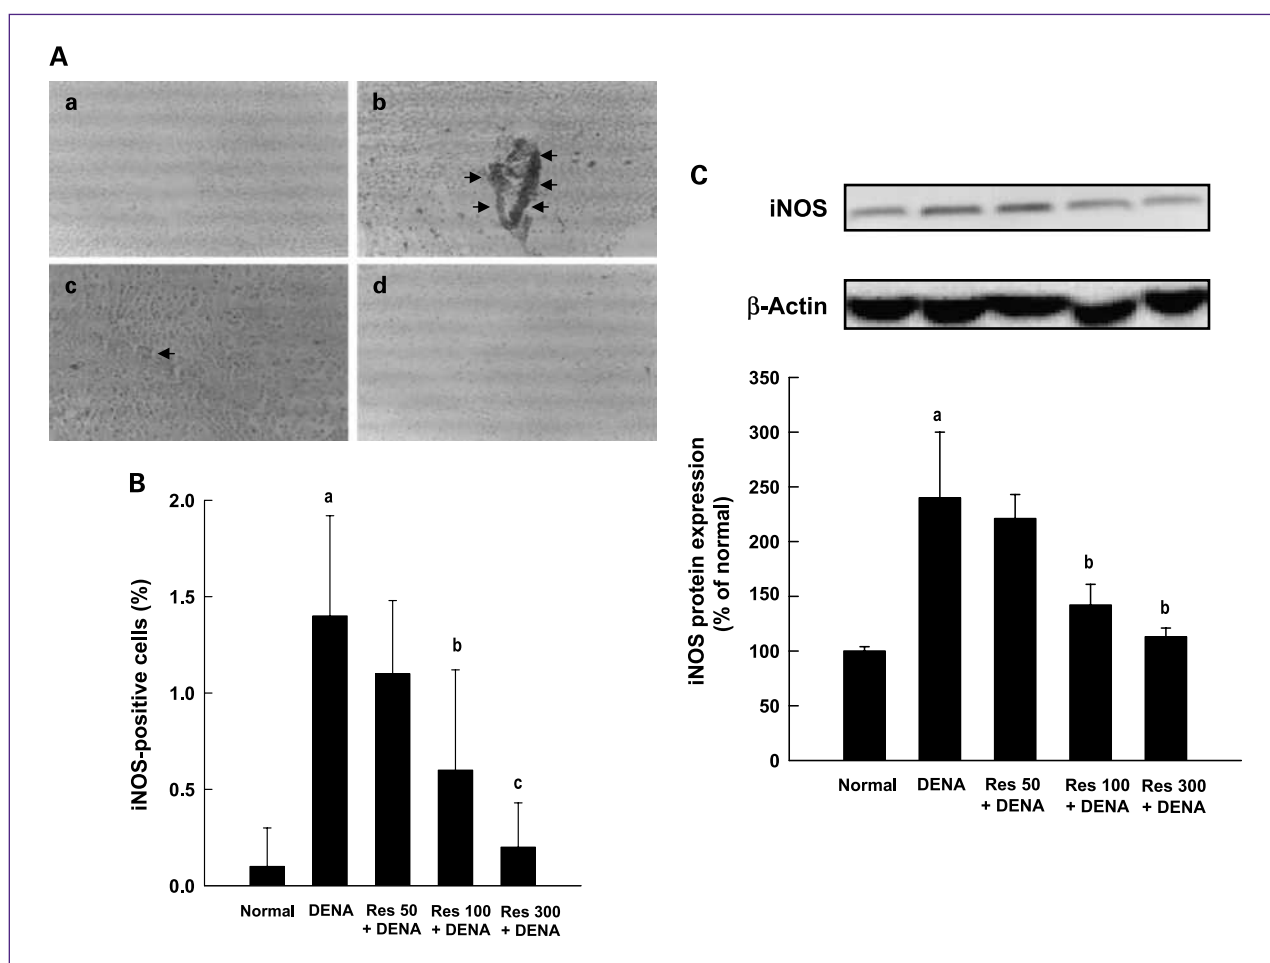 A
a
b
c
d
B
iNOS-positive cells (%)
2.0
1.5
1.0
0.5
0.0
a
b
c
Normal
DENA
Res 50
+ DENA
Res 100
+ DENA
Res 300
+ DENA
C
iNOS
β-Actin
iNOS protein expression
(% of normal)
350
300
250
200
150
100
50
0
a
b
b
Normal
DENA
Res 50
+ DENA
Res 100
+ DENA
Res 300
+ DENA